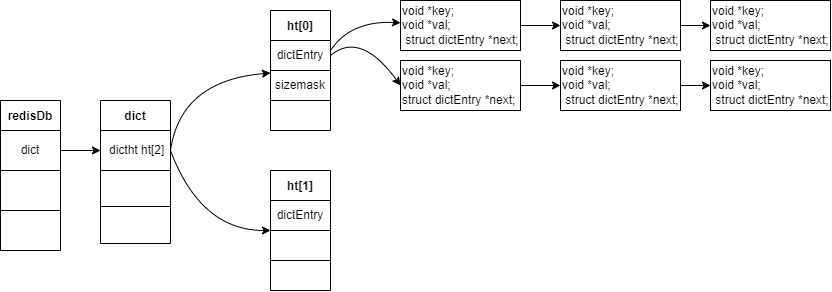 redisDb
dict
dict
dictht ht[2]
ht[0]
dictEntry
sizemask
ht[1]
dictEntry
void *key;
void *val;
struct dictEntry *next;
void *key;
void *val;
struct dictEntry *next;
void *key;
void *val;
struct dictEntry *next;
void *key;
void *val;
struct dictEntry *next;
void *key;
void *val;
struct dictEntry *next;
void *key;
void *val;
struct dictEntry *next;